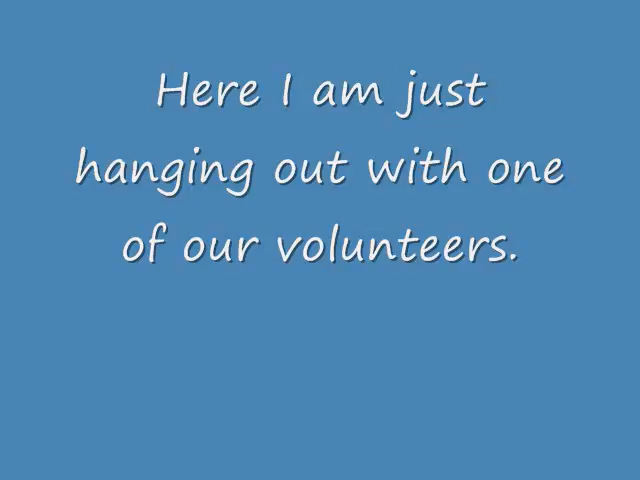 Here I am just
hanging out with one
of our volunteers.